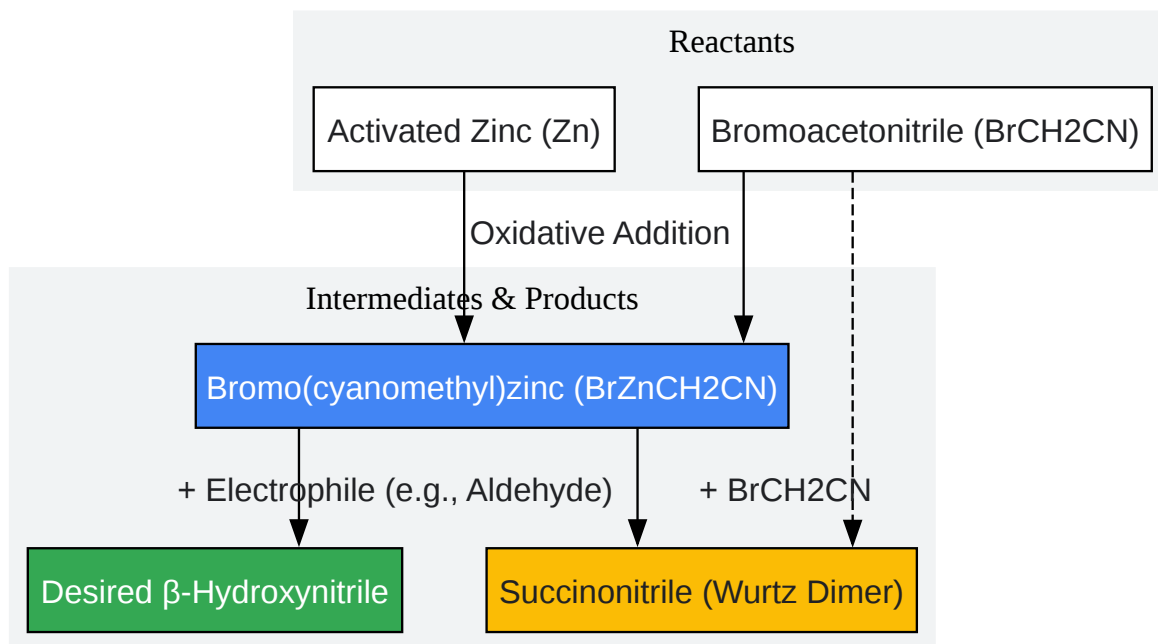 Reactants
Activated Zinc (Zn)
Bromoacetonitrile (BrCH2CN)
Oxidative Addition
Intermediates & Products
Bromo(cyanomethyl)zinc (BrZnCH2CN)
+ Electrophile (e.g., Aldehyde)
+ BrCH2CN
Desired β-Hydroxynitrile
Succinonitrile (Wurtz Dimer)